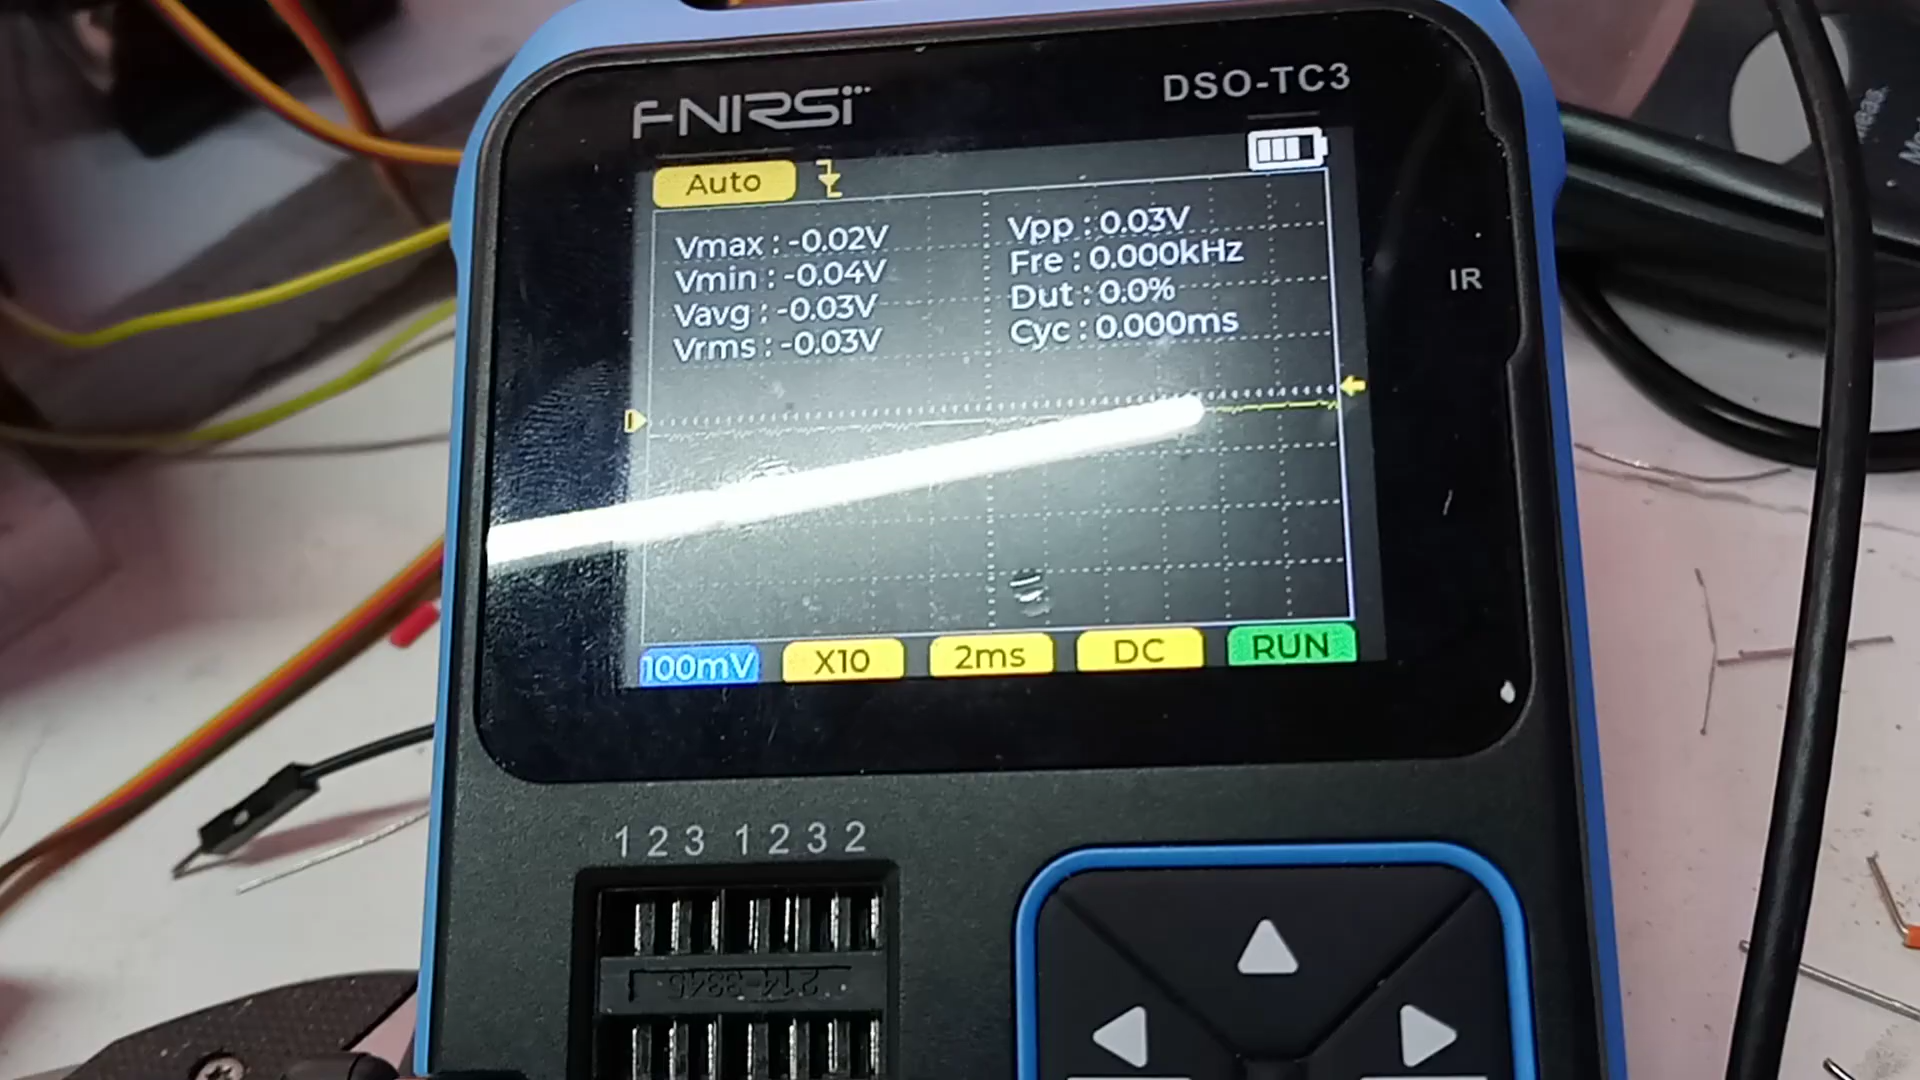 FNIRSI
DSO-TC3
Auto
Vmax : -0.02V
Vmin : -0.04V
Vavg : -0.03V
Vrms : -0.03V
Vpp : 0.03V
Fre : 0.000kHz
Dut : 0.0%
Cyc : 0.000ms
IR
100mV
X10
2ms
DC
RUN
1 2 3 1 2 3 2
214-3345